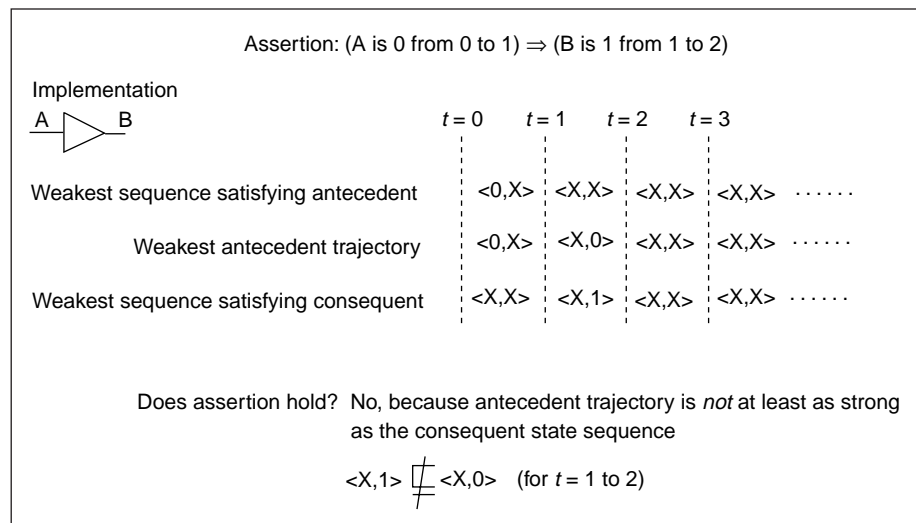 Assertion: (A is 0 from 0 to 1) ⇒ (B is 1 from 1 to 2)
Implementation
A B
t = 0 t = 1 t = 2 t = 3
Weakest sequence satisfying antecedent <0,X> <X,X> <X,X> <X,X> · · · · · ·
Weakest antecedent trajectory <0,X> <X,0> <X,X> <X,X> · · · · · ·
Weakest sequence satisfying consequent <X,X> <X,1> <X,X> <X,X> · · · · · ·
Does assertion hold? No, because antecedent trajectory is not at least as strong
as the consequent state sequence
<X,1> ⋢ <X,0> (for t = 1 to 2)